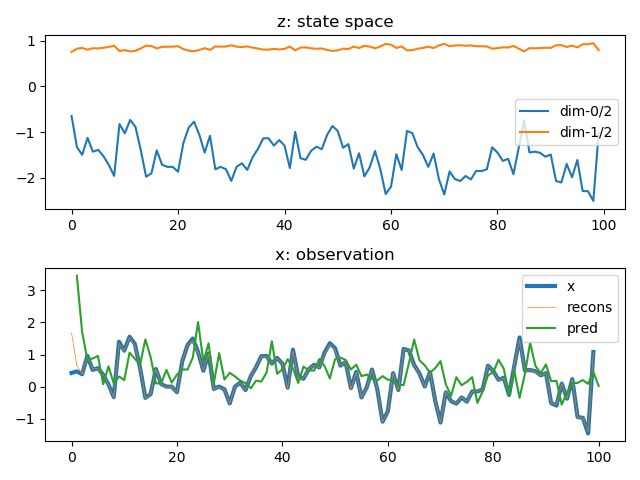 z: state space
1
0
−1
−2
dim-0/2
dim-1/2
0 20 40 60 80 100
x: observation
3
2
1
0
−1
x
recons
pred
0 20 40 60 80 100